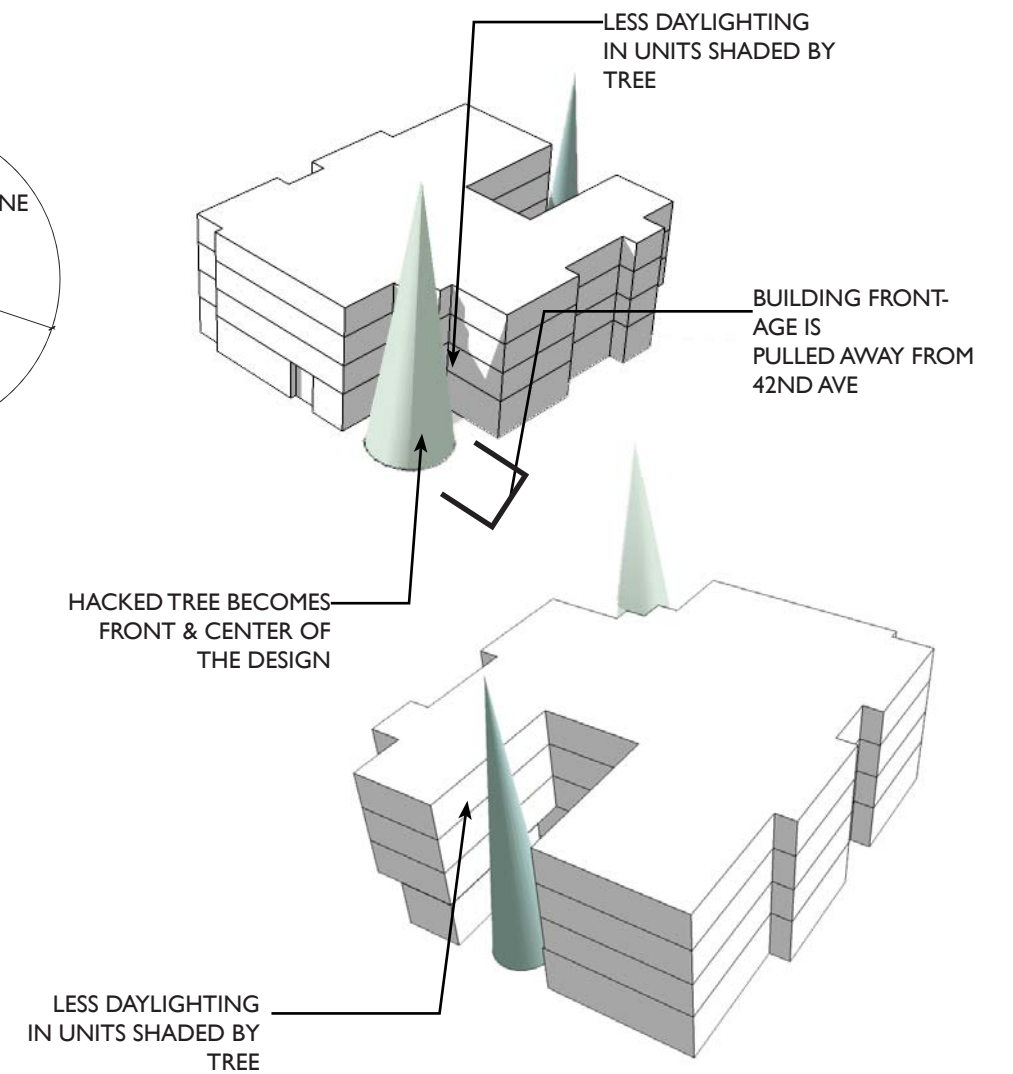 LESS DAYLIGHTING
IN UNITS SHADED BY
TREE
NE
BUILDING FRONT-
AGE IS
PULLED AWAY FROM
42ND AVE
HACKED TREE BECOMES
FRONT & CENTER OF
THE DESIGN
LESS DAYLIGHTING
IN UNITS SHADED BY
TREE